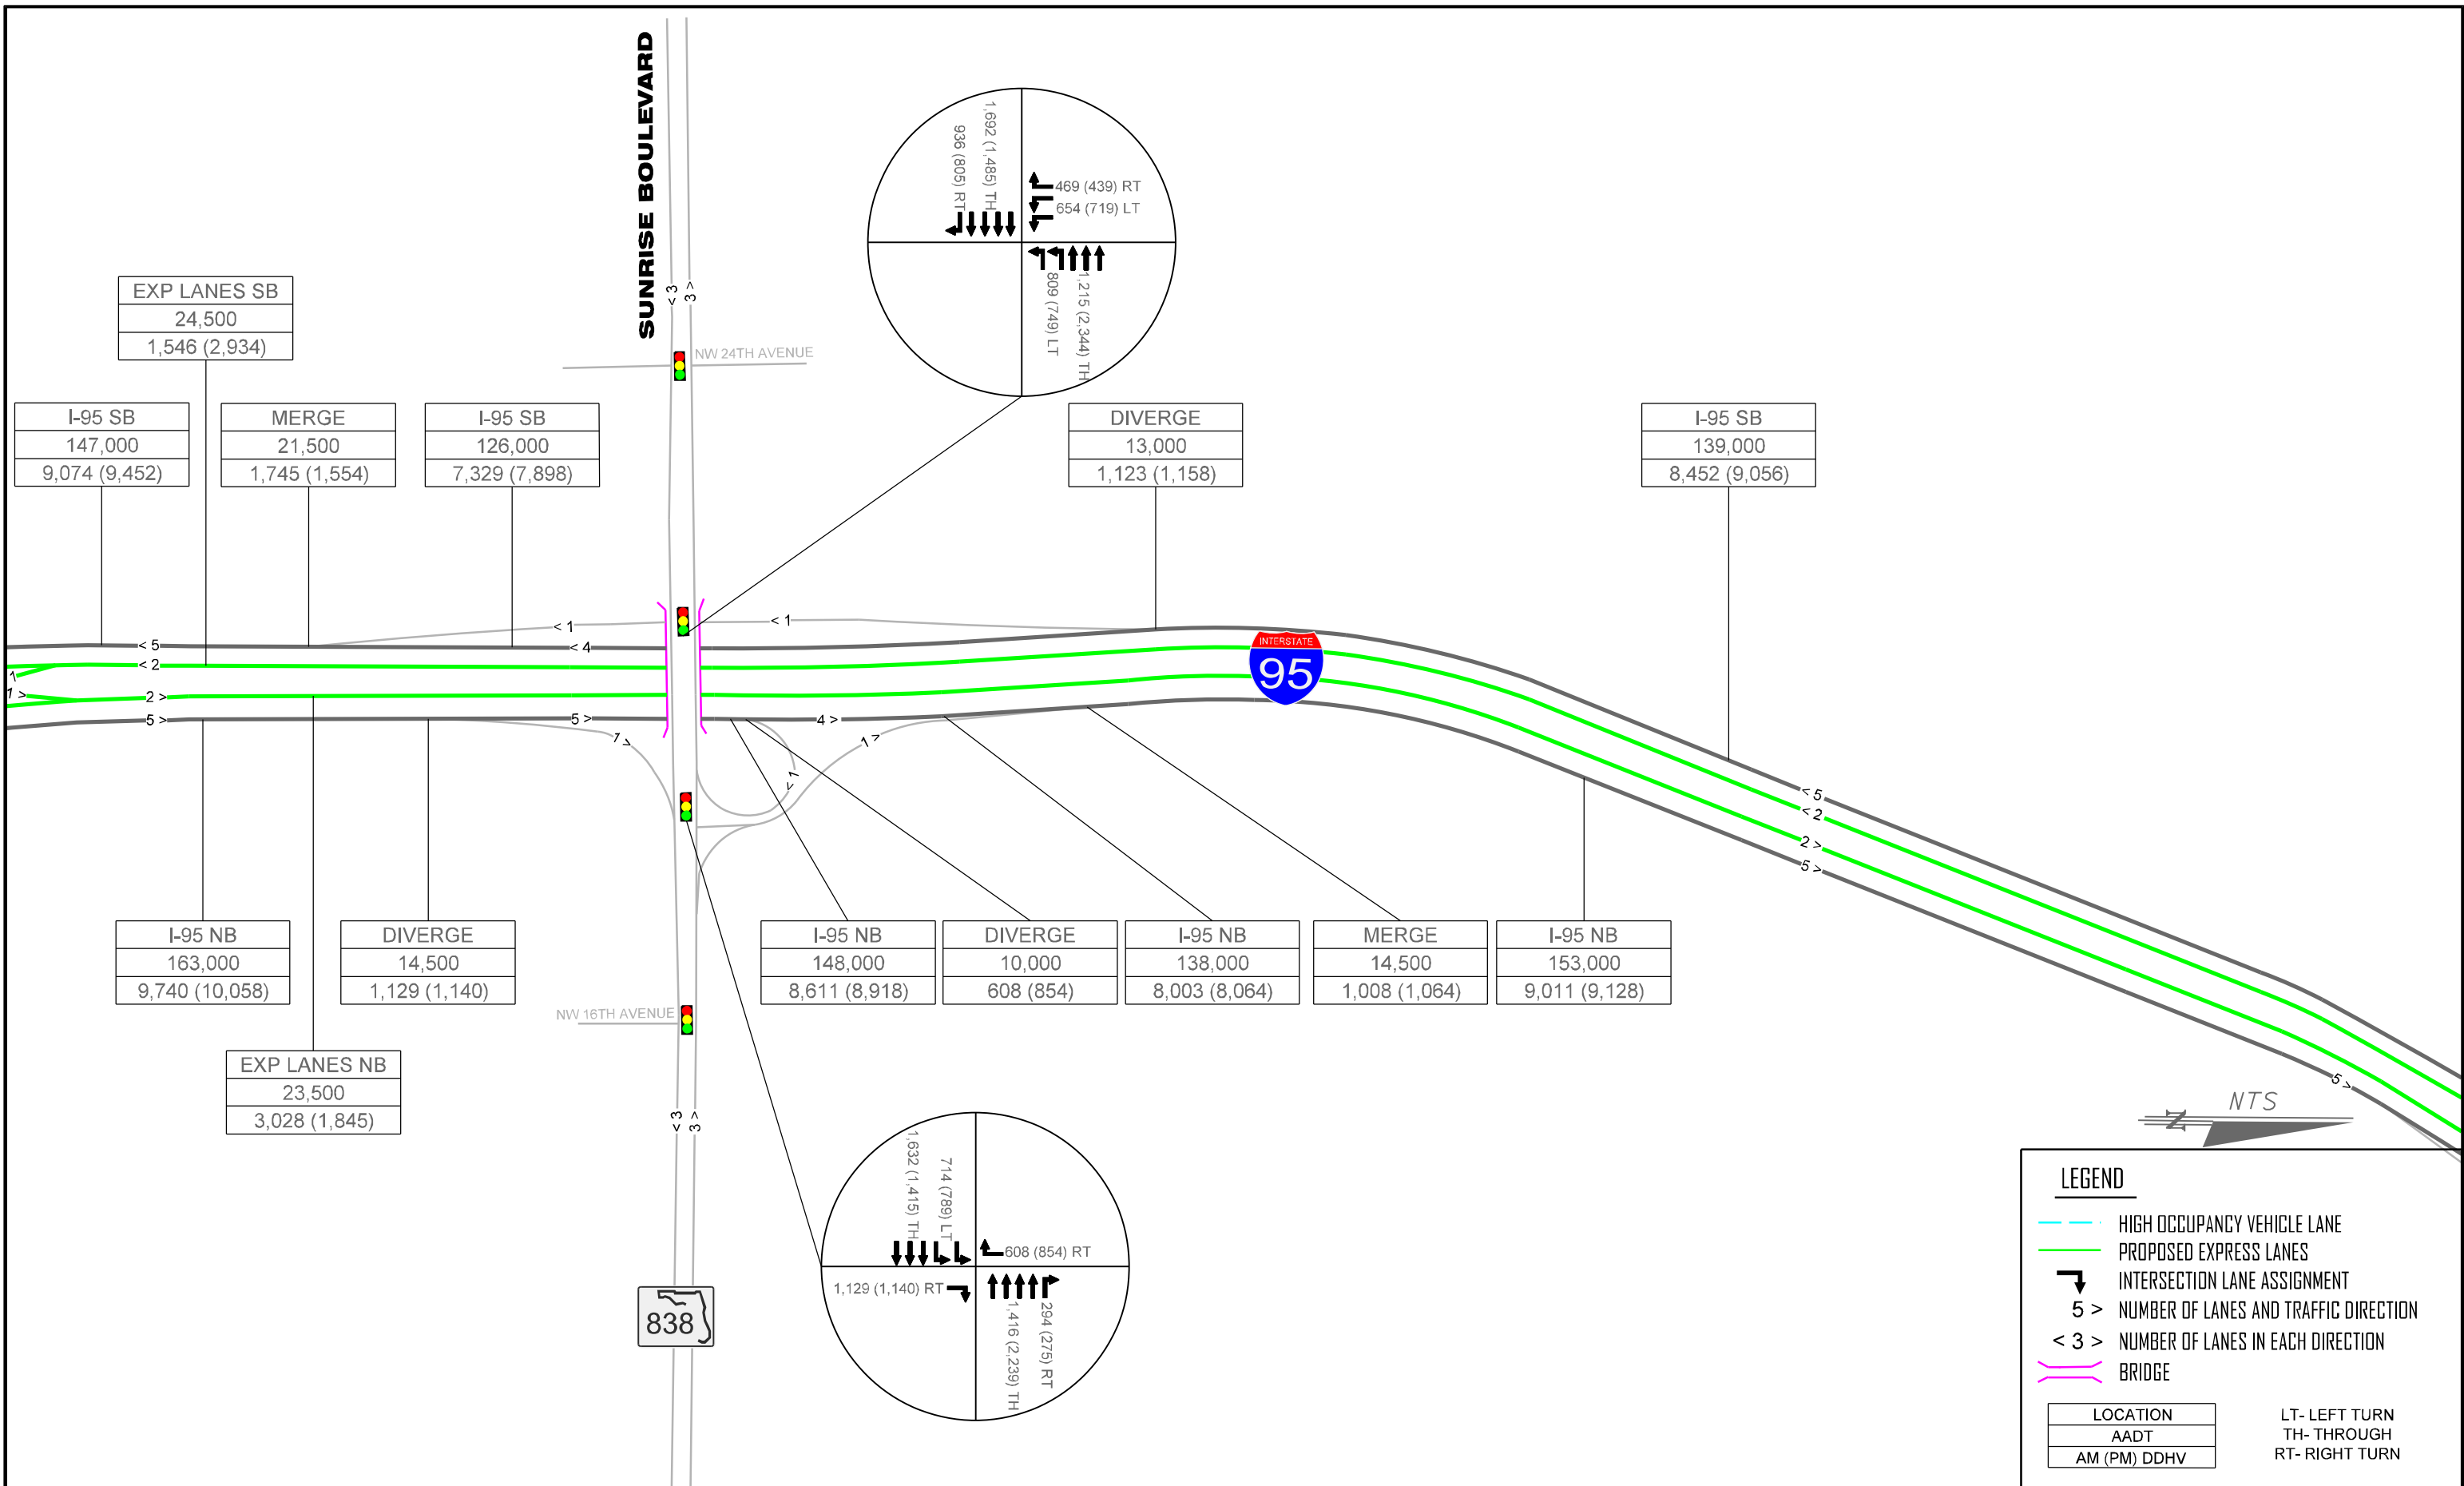 SUNRISE BOULEVARD
1,692 (1,485) TH
936 (805) RT
469 (439) RT
654 (719) LT
809 (749) LT
1,215 (2,344) TH
EXP LANES SB
24,500
1,546 (2,934)
< 3
3 >
NW 24TH AVENUE
I-95 SB
147,000
9,074 (9,452)
MERGE
21,500
1,745 (1,554)
I-95 SB
126,000
7,329 (7,898)
DIVERGE
13,000
1,123 (1,158)
I-95 SB
139,000
8,452 (9,056)
< 1
< 1
< 5
< 4
< 2
1
1 >
2 >
5 >
5 >
4 >
1 >
1 >
< 1
INTERSTATE
95
< 5
< 2
2 >
5 >
5 >
I-95 NB
163,000
9,740 (10,058)
DIVERGE
14,500
1,129 (1,140)
I-95 NB
148,000
8,611 (8,918)
DIVERGE
10,000
608 (854)
I-95 NB
138,000
8,003 (8,064)
MERGE
14,500
1,008 (1,064)
I-95 NB
153,000
9,011 (9,128)
NW 16TH AVENUE
EXP LANES NB
23,500
3,028 (1,845)
< 3
3 >
1,632 (1,415) TH
714 (789) LT
608 (854) RT
1,129 (1,140) RT
1,416 (2,239) TH
294 (275) RT
838
NTS
N
LEGEND
HIGH OCCUPANCY VEHICLE LANE
PROPOSED EXPRESS LANES
INTERSECTION LANE ASSIGNMENT
5 > NUMBER OF LANES AND TRAFFIC DIRECTION
< 3 > NUMBER OF LANES IN EACH DIRECTION
BRIDGE
LOCATION
AADT
AM (PM) DDHV
LT- LEFT TURN
TH- THROUGH
RT- RIGHT TURN